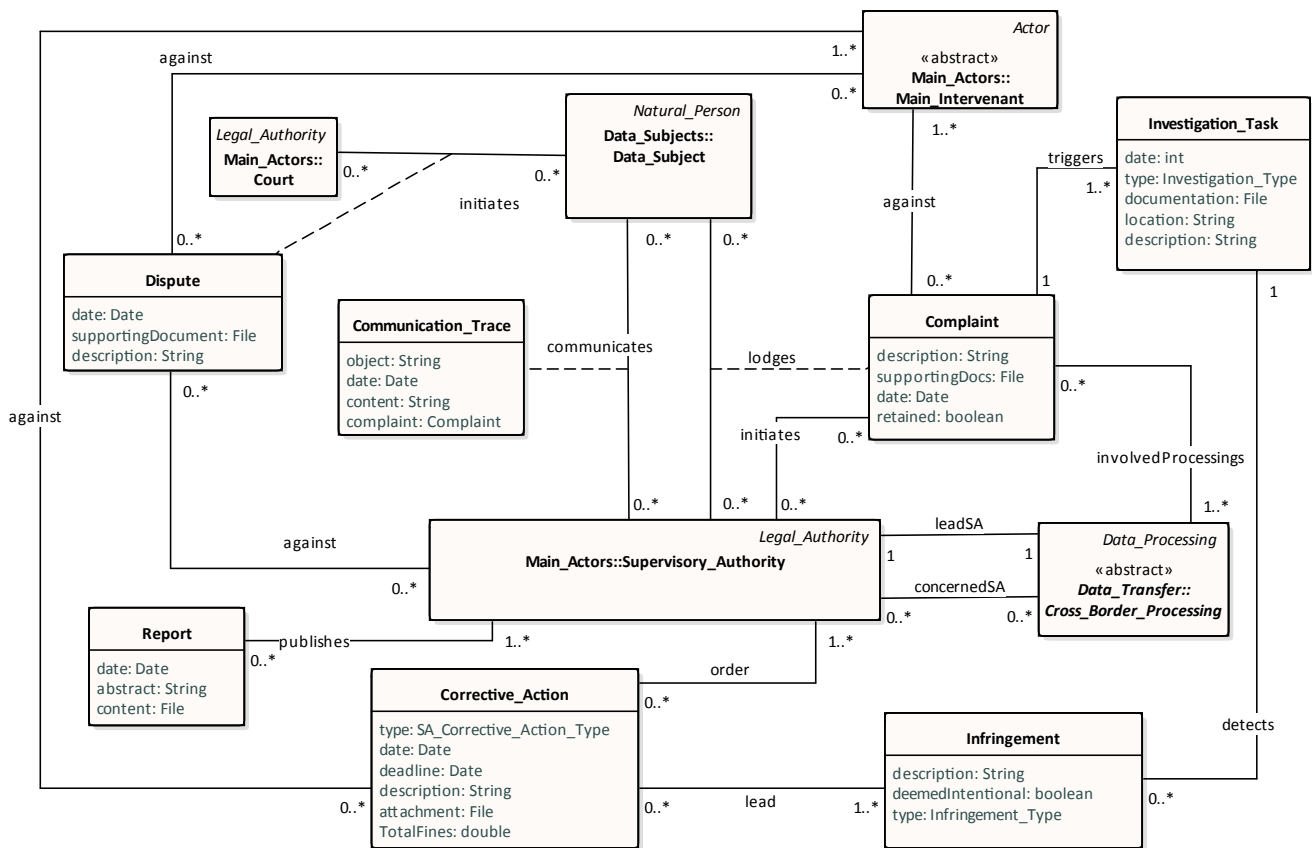 Actor
«abstract»
Main_Actors::
Main_Intervenant
1..*
0..*
1..*
against
Natural_Person
Data_Subjects::
Data_Subject
0..*
0..*
0..*
Legal_Authority
Main_Actors::
Court
0..*
initiates
Investigation_Task
date: int
type: Investigation_Type
documentation: File
location: String
description: String
1
triggers
1..*
1
against
0..*
0..*
Dispute
date: Date
supportingDocument: File
description: String
0..*
Communication_Trace
object: String
date: Date
content: String
complaint: Complaint
communicates
lodges
Complaint
description: String
supportingDocs: File
date: Date
retained: boolean
0..*
0..*
initiates
against
involvedProcessings
1..*
0..*
0..*
0..*
Legal_Authority
Main_Actors::Supervisory_Authority
against
0..*
leadSA
1
1
concernedSA
0..*
0..*
Data_Processing
«abstract»
Data_Transfer::
Cross_Border_Processing
Report
date: Date
abstract: String
content: File
publishes
0..*
1..*
1..*
order
0..*
Corrective_Action
type: SA_Corrective_Action_Type
date: Date
deadline: Date
description: String
attachment: File
TotalFines: double
0..*
0..*
lead
1..*
Infringement
description: String
deemedIntentional: boolean
type: Infringement_Type
detects
0..*